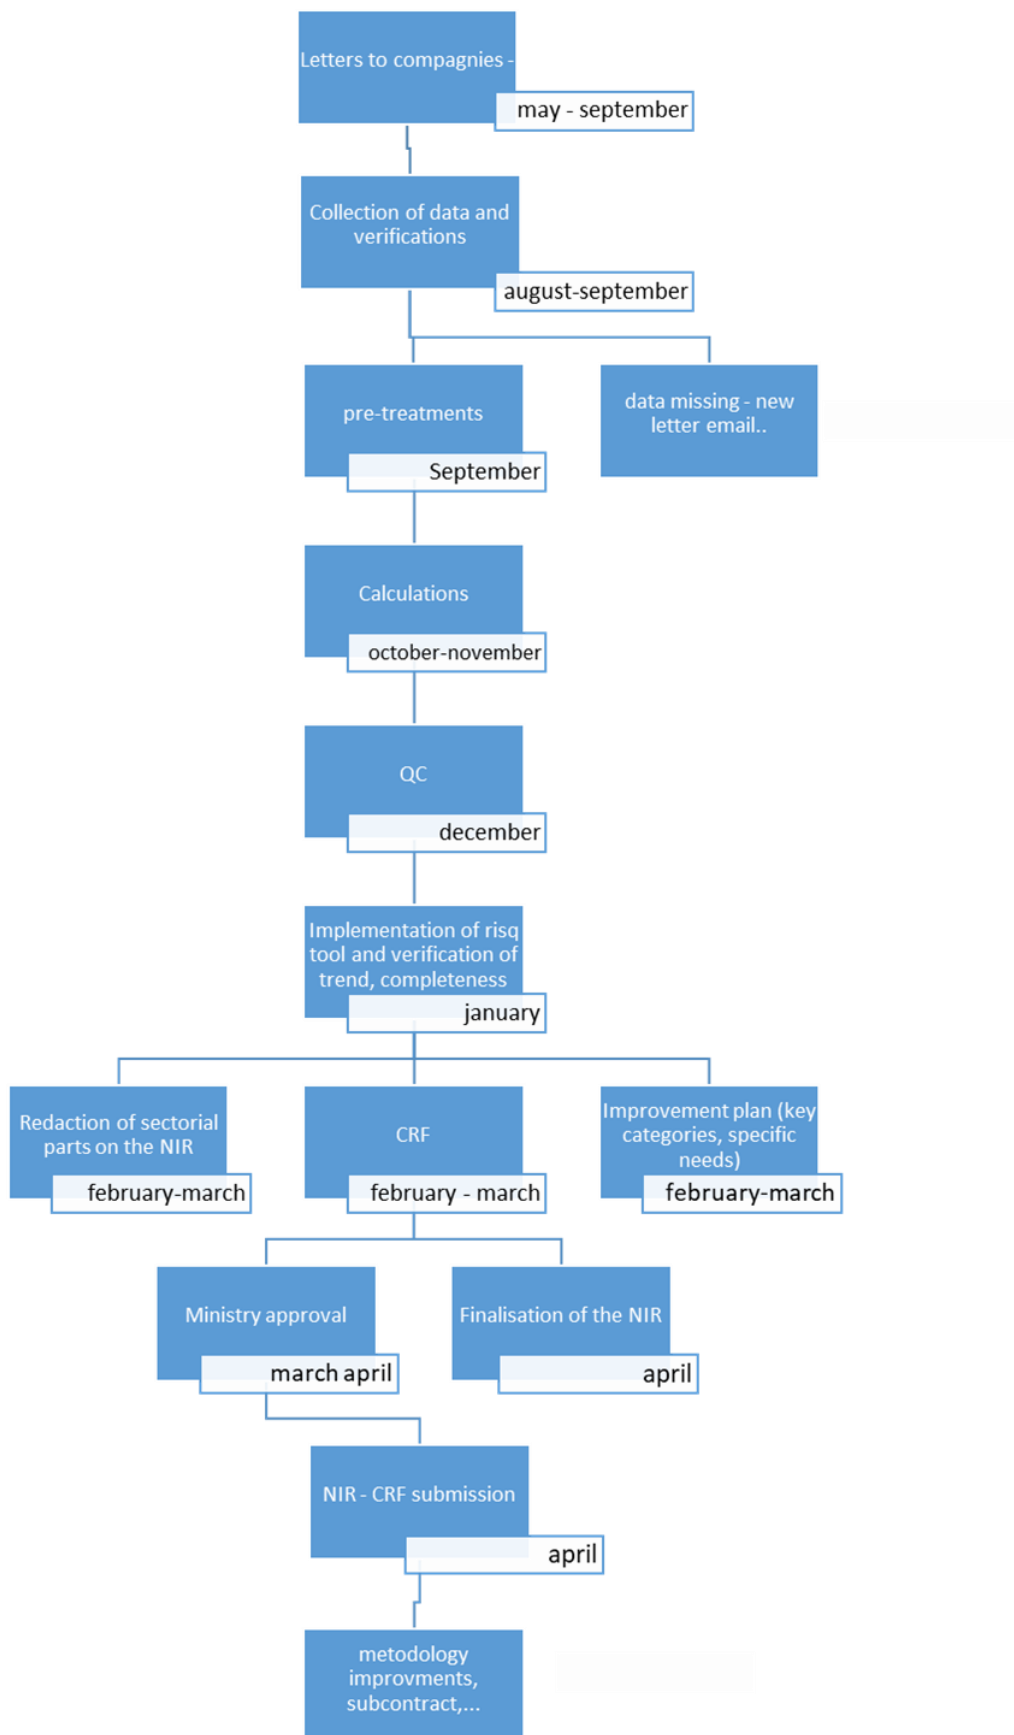 Letters to compagnies -
may - september
Collection of data and
verifications
august-september
pre-treatments
September
data missing - new
letter email..
Calculations
october-november
QC
december
Implementation of risq
tool and verification of
trend, completeness
january
Redaction of sectorial
parts on the NIR
february-march
CRF
february - march
Improvement plan (key
categories, specific
needs)
february-march
Ministry approval
march april
Finalisation of the NIR
april
NIR - CRF submission
april
metodology
improvments,
subcontract,...